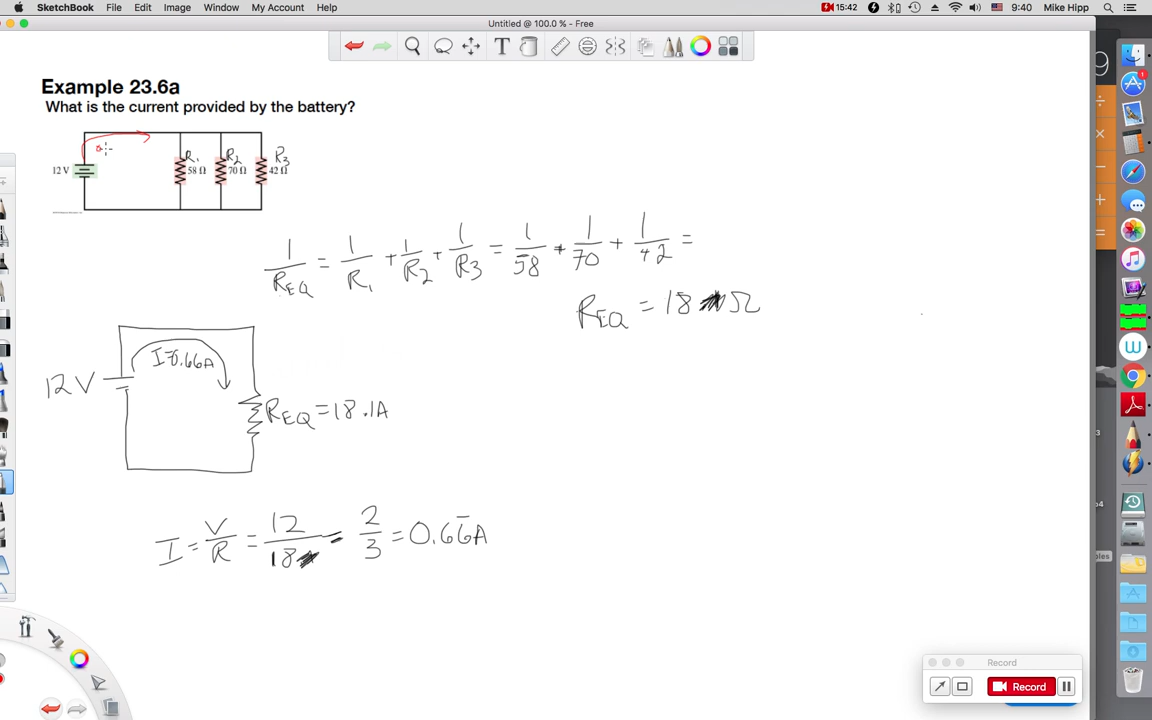 SketchBook File Edit Image Window My Account Help 15:42 9:40 Mike Hipp
Untitled @ 100.0 % - Free
Example 23.6a
What is the current provided by the battery?
12 V R1 58 Ω R2 70 Ω R3 42 Ω
1/REQ = 1/R1 + 1/R2 + 1/R3 = 1/58 + 1/70 + 1/42 =
REQ = 18 Ω
I=0.66A
12V
REQ = 18.1A
I = V/R = 12/18 = 2/3 = 0.66̅A
Record
Record